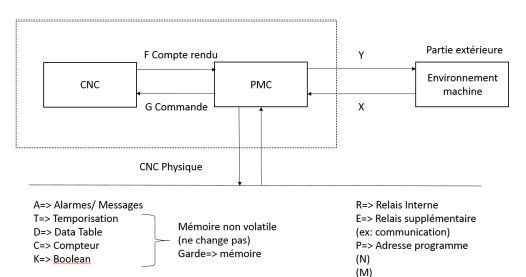 F Compte rendu
Y
Partie extérieure
CNC
PMC
Environnement
machine
G Commande
X
CNC Physique
A=> Alarmes/ Messages
T=> Temporisation
D=> Data Table
C=> Compteur
K=> Boolean
Mémoire non volatile
(ne change pas)
Garde=> mémoire
R=> Relais Interne
E=> Relais supplémentaire
(ex: communication)
P=> Adresse programme
(N)
(M)